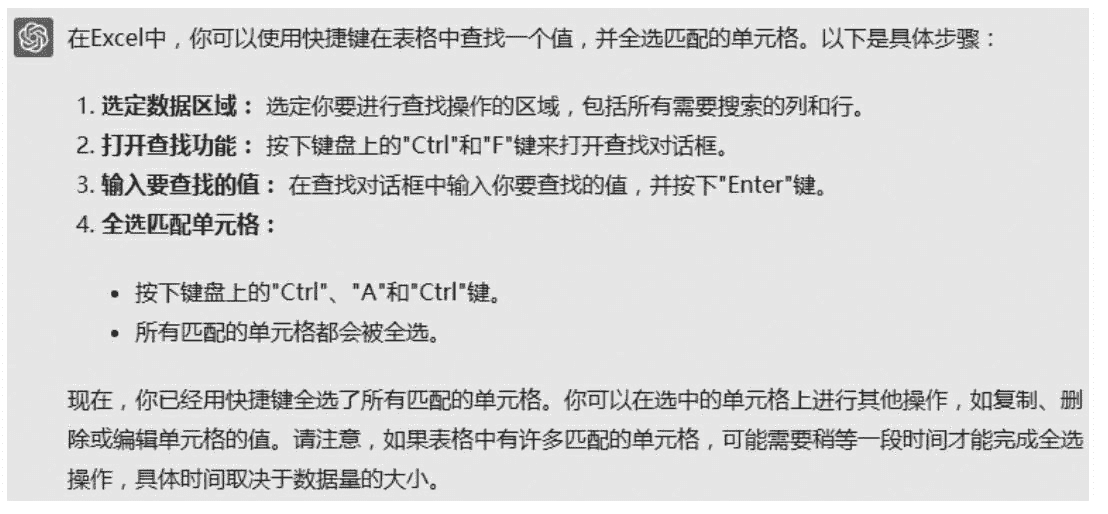 在Excel中，你可以使用快捷键在表格中查找一个值，并全选匹配的单元格。以下是具体步骤：
1. 选定数据区域： 选定你要进行查找操作的区域，包括所有需要搜索的列和行。
2. 打开查找功能： 按下键盘上的"Ctrl"和"F"键来打开查找对话框。
3. 输入要查找的值： 在查找对话框中输入你要查找的值，并按下"Enter"键。
4. 全选匹配单元格：
• 按下键盘上的"Ctrl"、"A"和"Ctrl"键。
• 所有匹配的单元格都会被全选。
现在，你已经用快捷键全选了所有匹配的单元格。你可以在选中的单元格上进行其他操作，如复制、删
除或编辑单元格的值。请注意，如果表格中有许多匹配的单元格，可能需要稍等一段时间才能完成全选
操作，具体时间取决于数据量的大小。